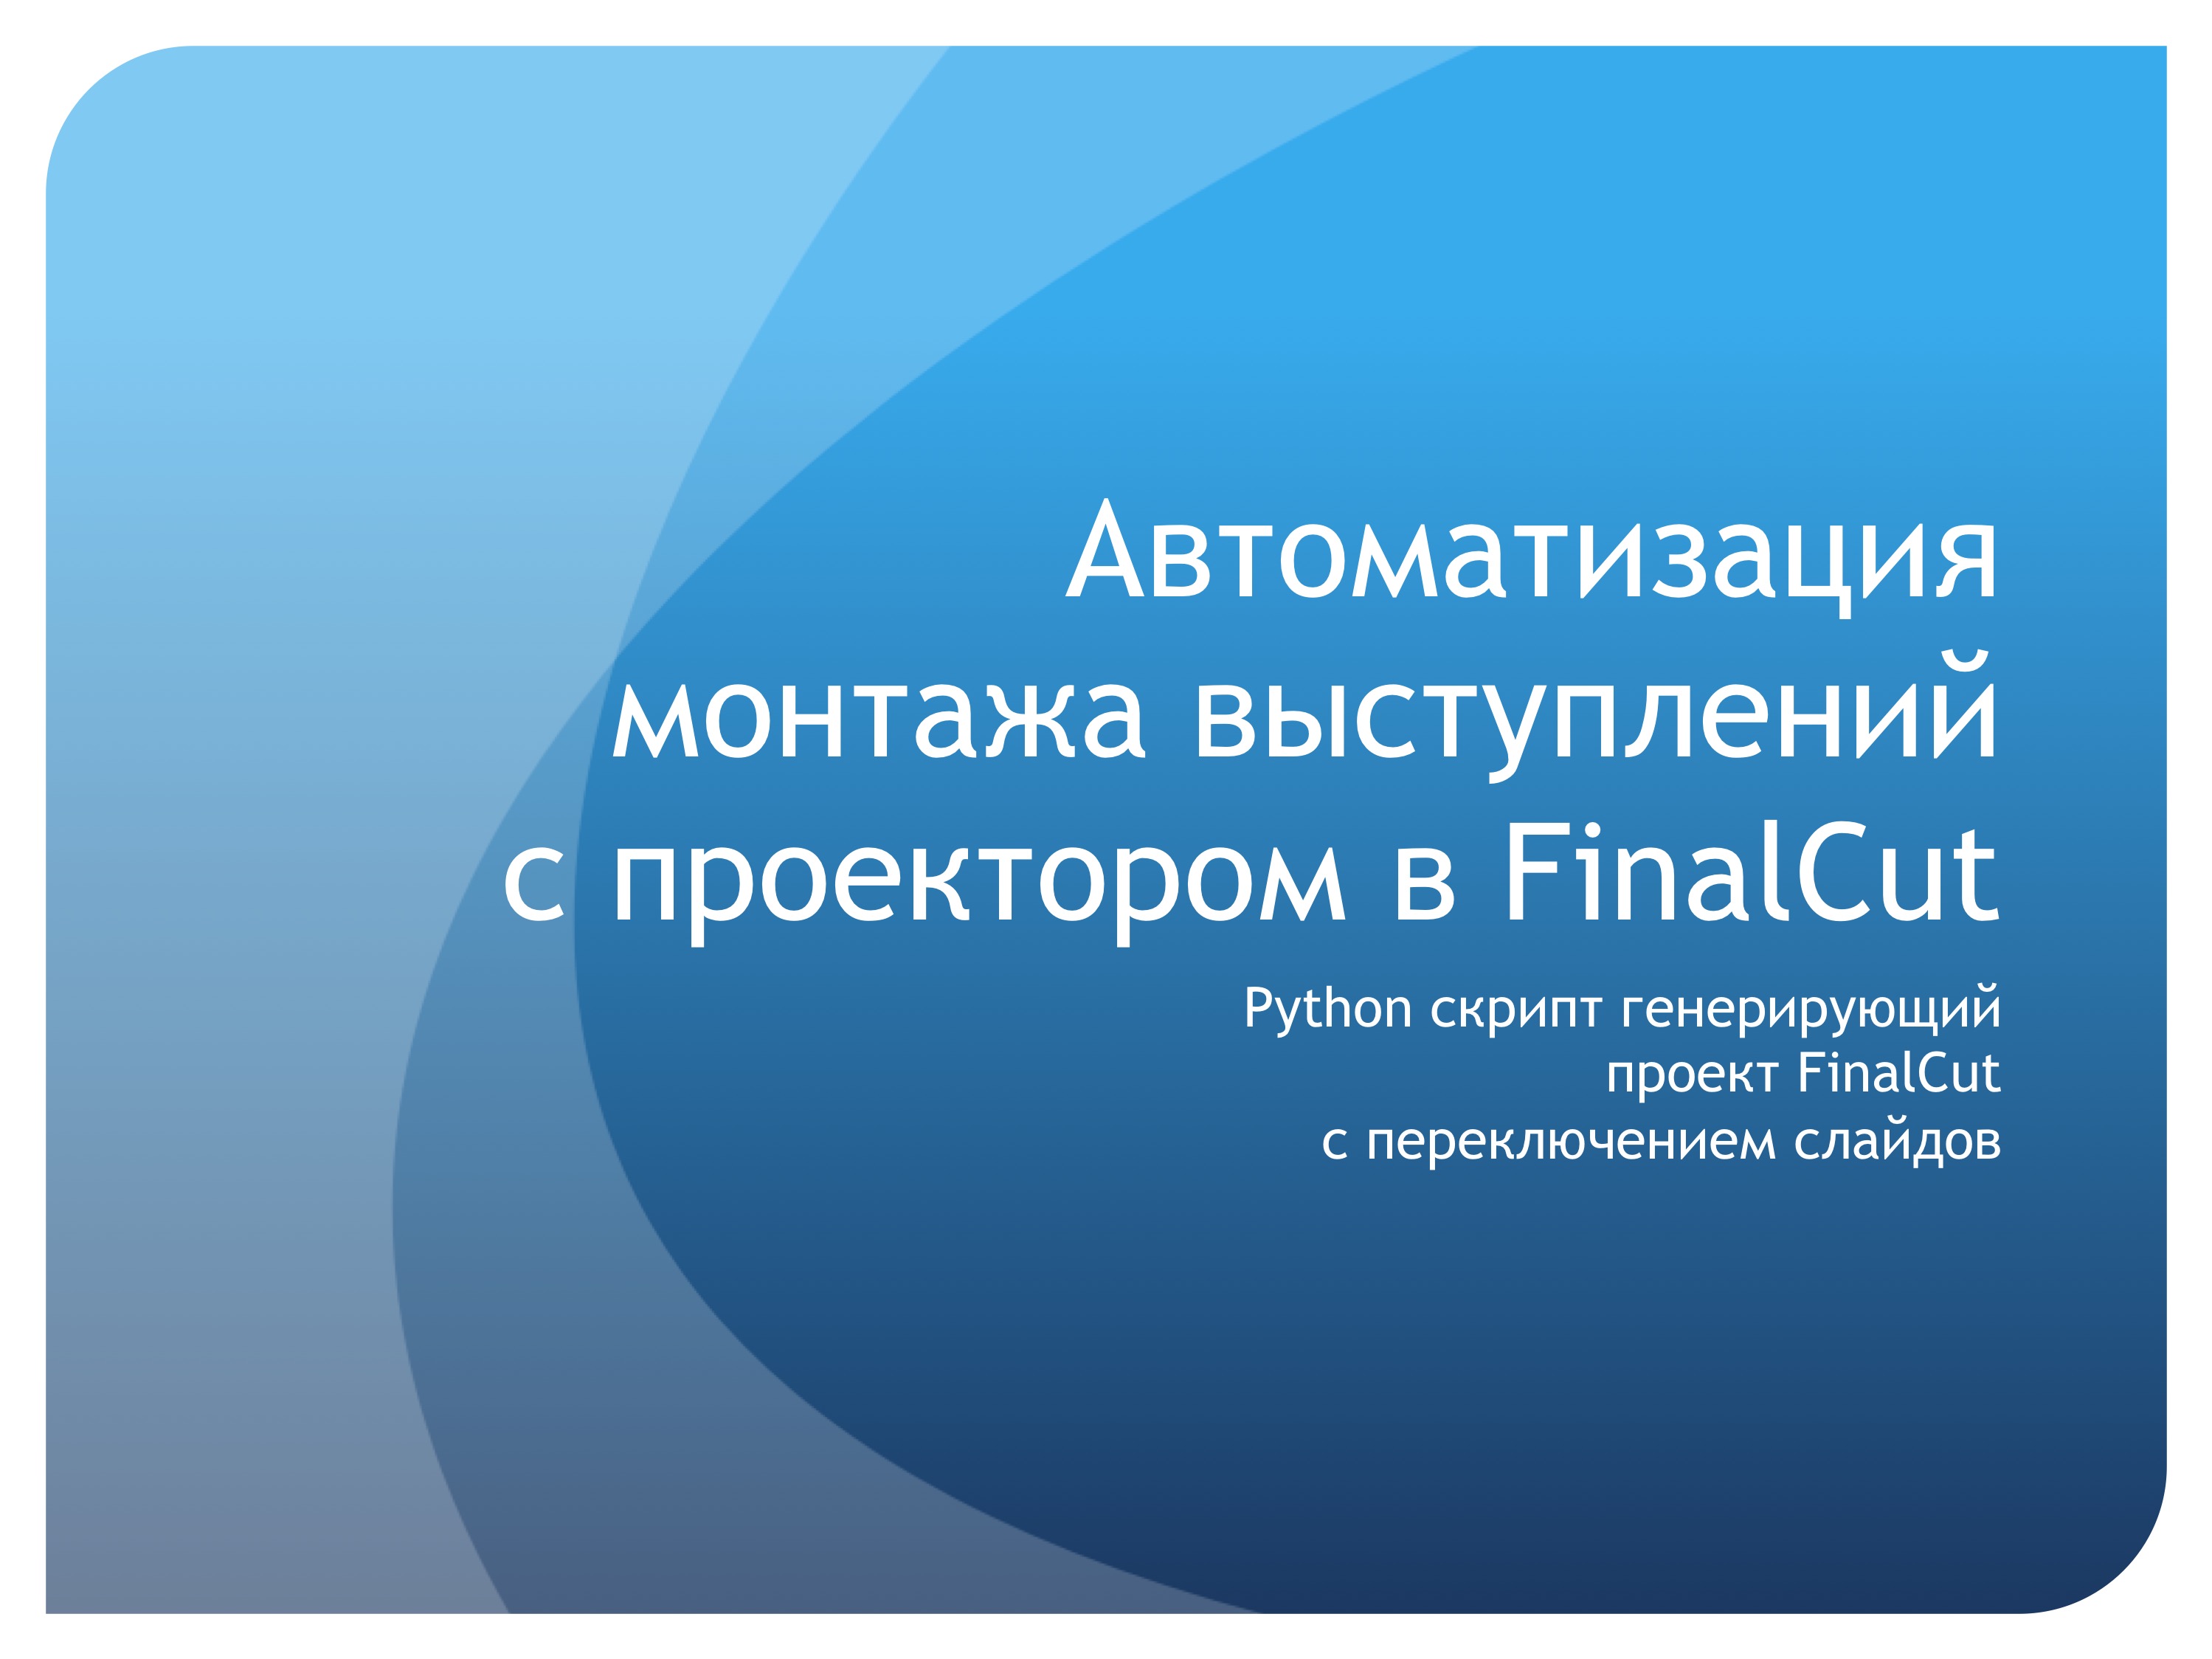 Автоматизация
монтажа выступлений
с проектором в FinalCut
Python скрипт генерирующий
проект FinalCut
с переключением слайдов